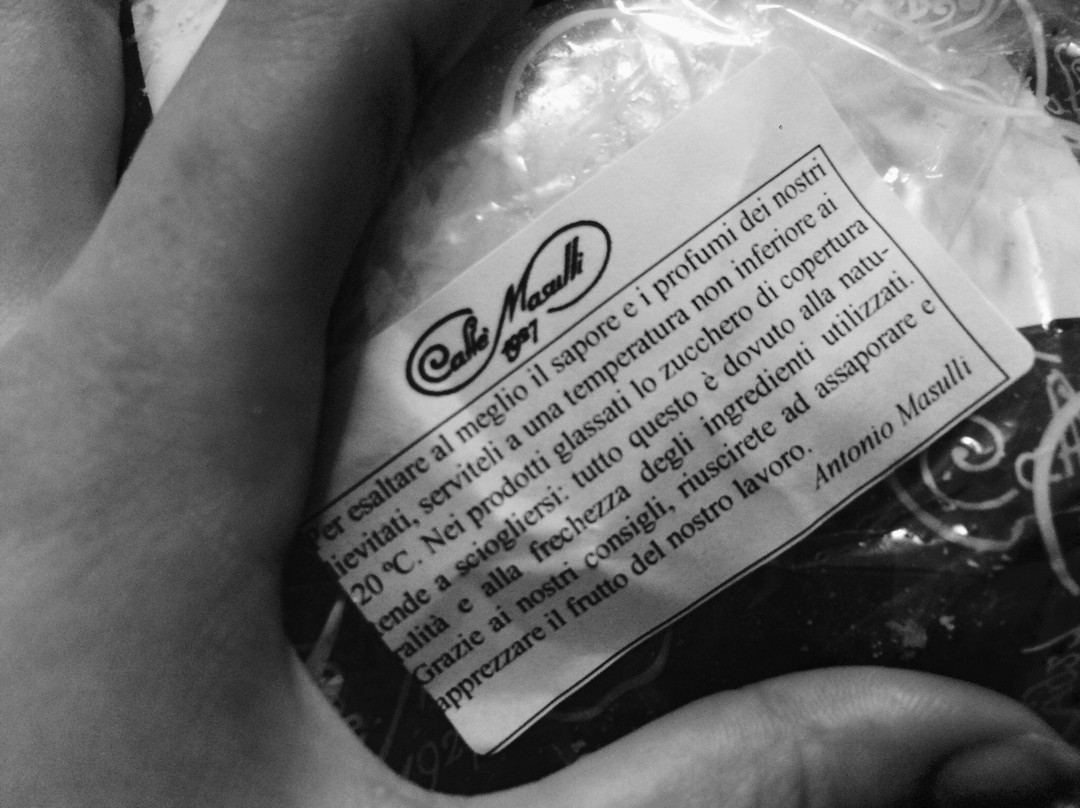 Caffè Masulli
1927
Per esaltare al meglio il sapore e i profumi dei nostri
lievitati, serviteli a una temperatura non inferiore ai
20 °C. Nei prodotti glassati lo zucchero di copertura
tende a sciogliersi: tutto questo è dovuto alla natu-
ralità e alla frechezza degli ingredienti utilizzati.
Grazie ai nostri consigli, riuscirete ad assaporare e
apprezzare il frutto del nostro lavoro.
Antonio Masulli